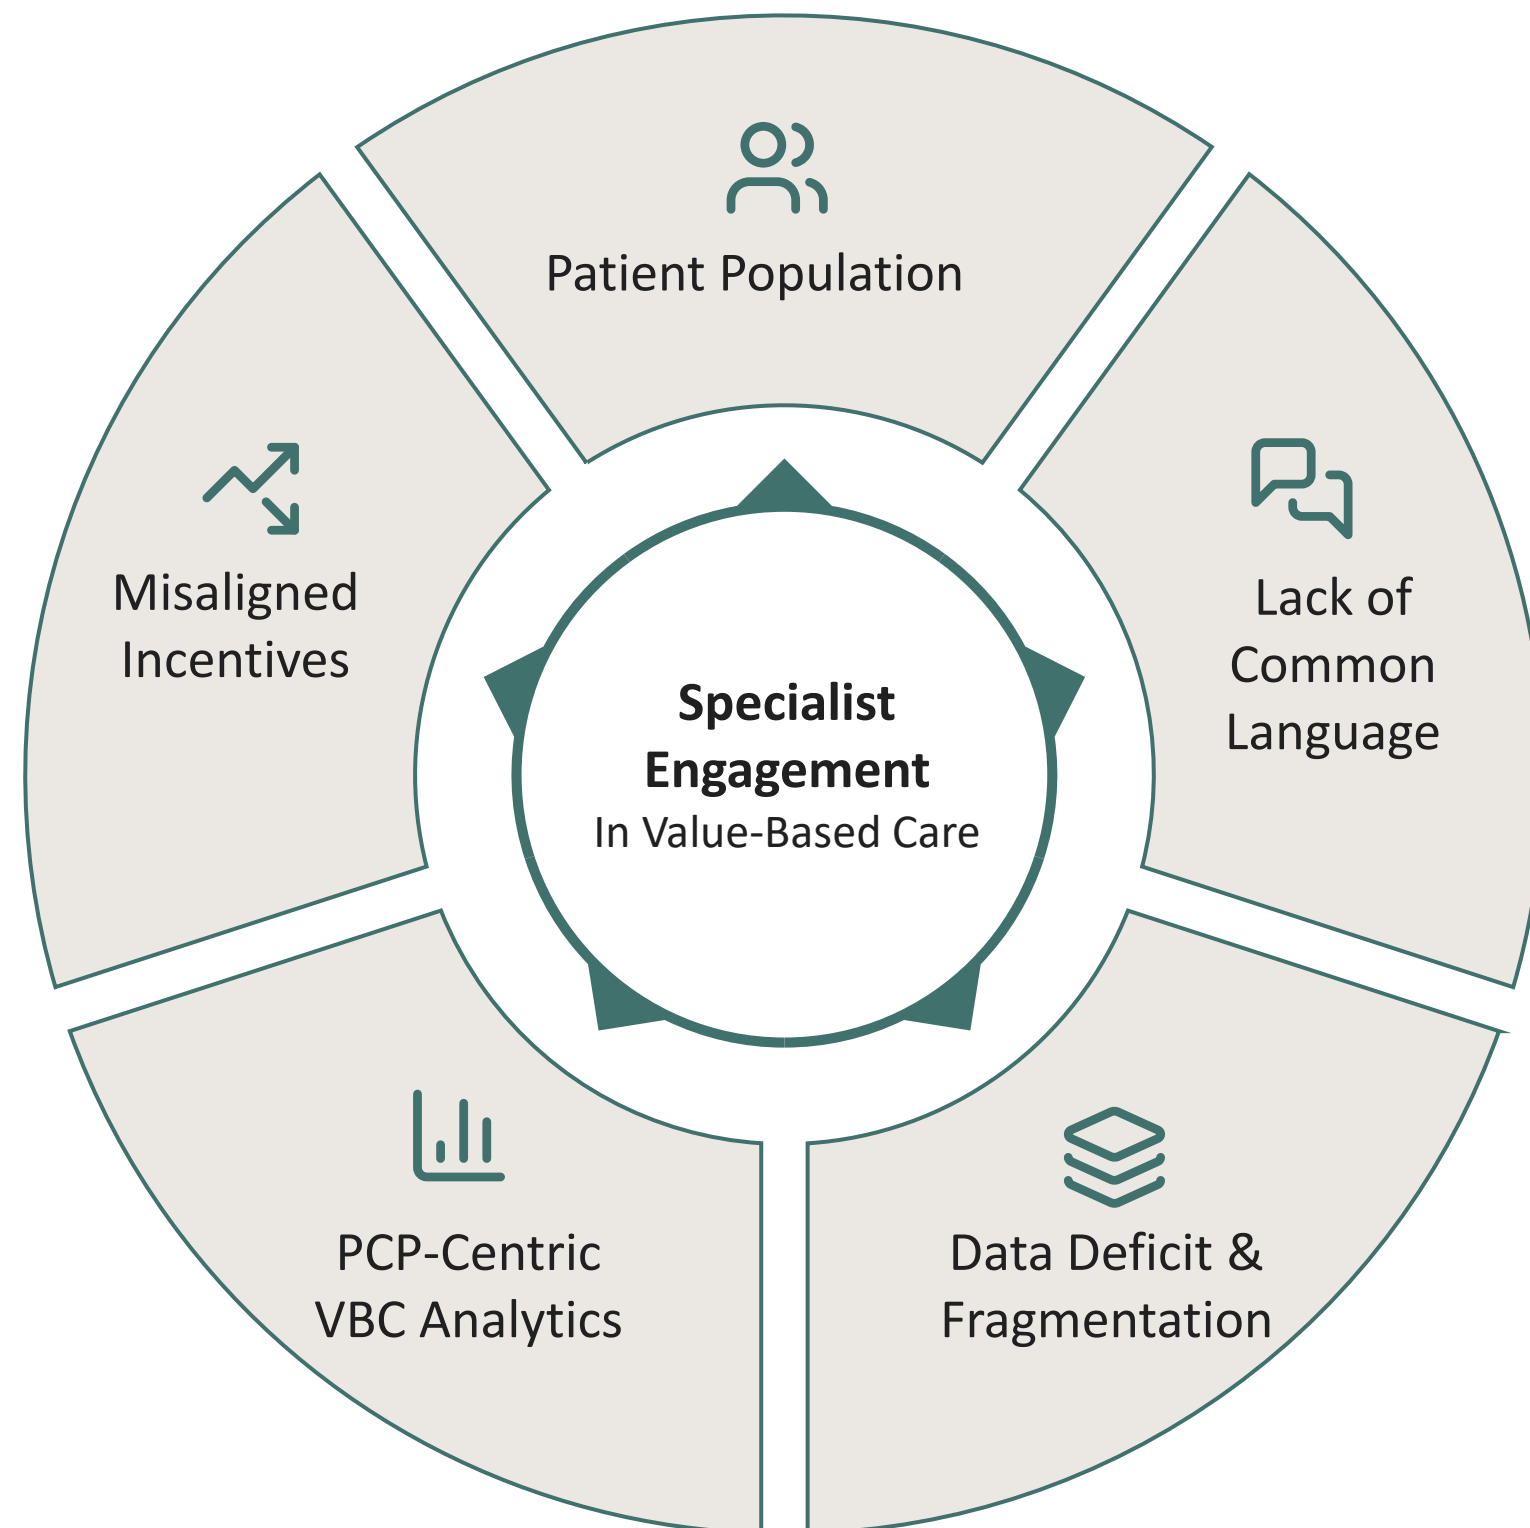 Patient Population
Misaligned
Incentives
Lack of
Common
Language
Specialist
Engagement
In Value-Based Care
PCP-Centric
VBC Analytics
Data Deficit &
Fragmentation